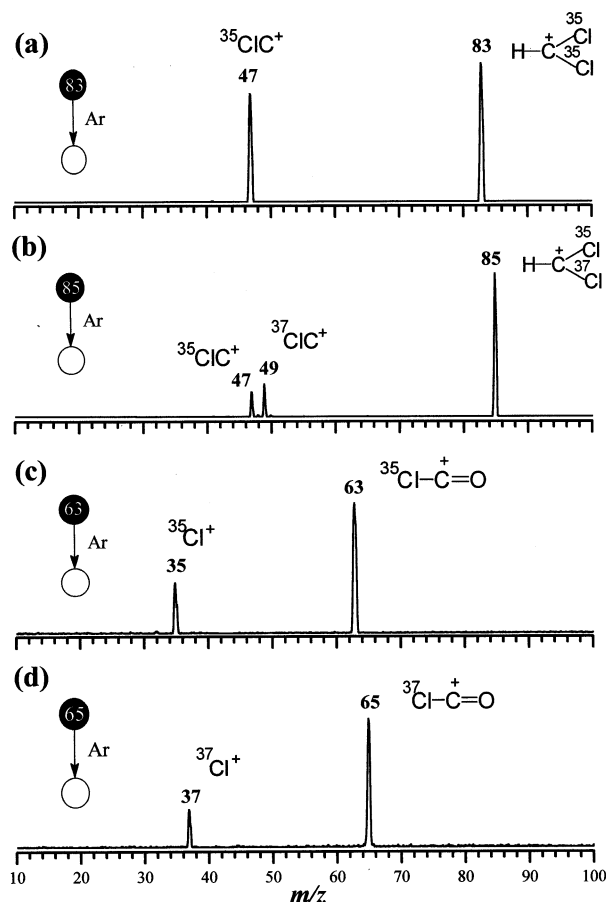 (a)
83
Ar
³⁵ClC⁺
47
83
H-C⁺
³⁵Cl
³⁵Cl
(b)
85
Ar
³⁵ClC⁺
47
³⁷ClC⁺
49
85
H-C⁺
³⁵Cl
³⁷Cl
(c)
63
Ar
³⁵Cl⁺
35
63
³⁵Cl-C⁺=O
(d)
65
Ar
³⁷Cl⁺
37
65
³⁷Cl-C⁺=O
10 20 30 40 50 60 70 80 90 100
m/z